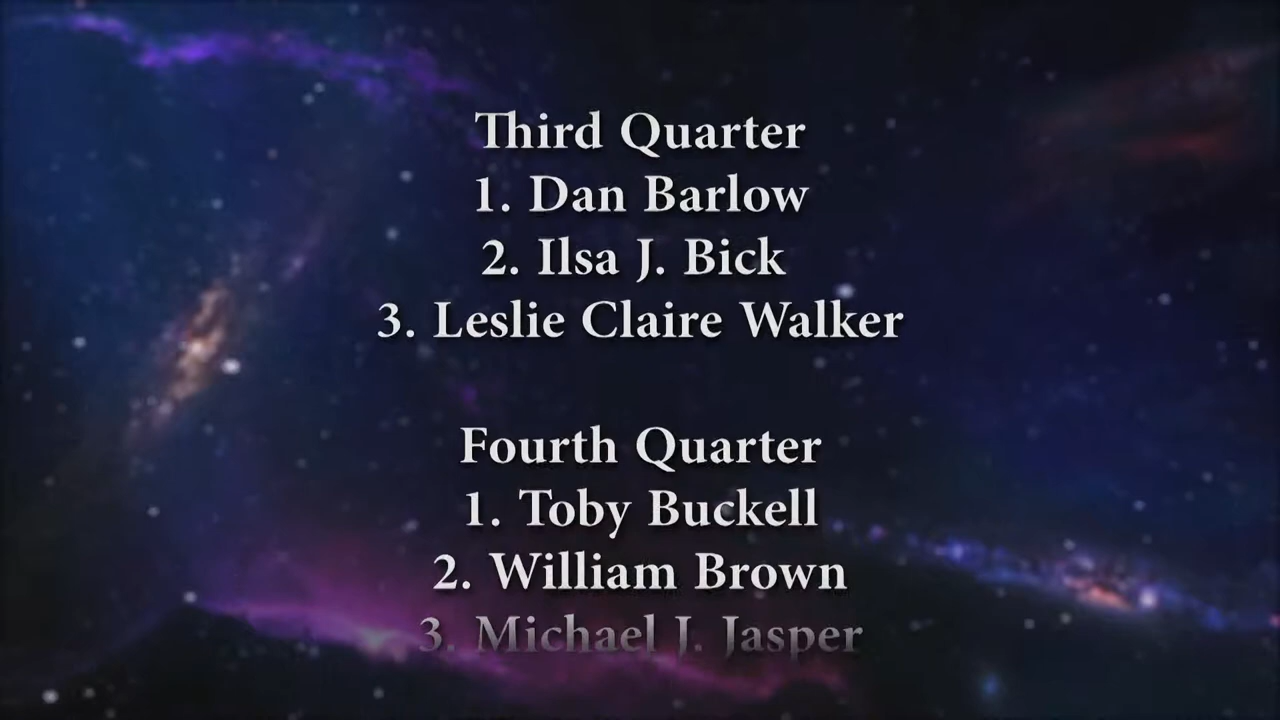 Third Quarter
1. Dan Barlow
2. Ilsa J. Bick
3. Leslie Claire Walker
Fourth Quarter
1. Toby Buckell
2. William Brown
3. Michael J. Jasper